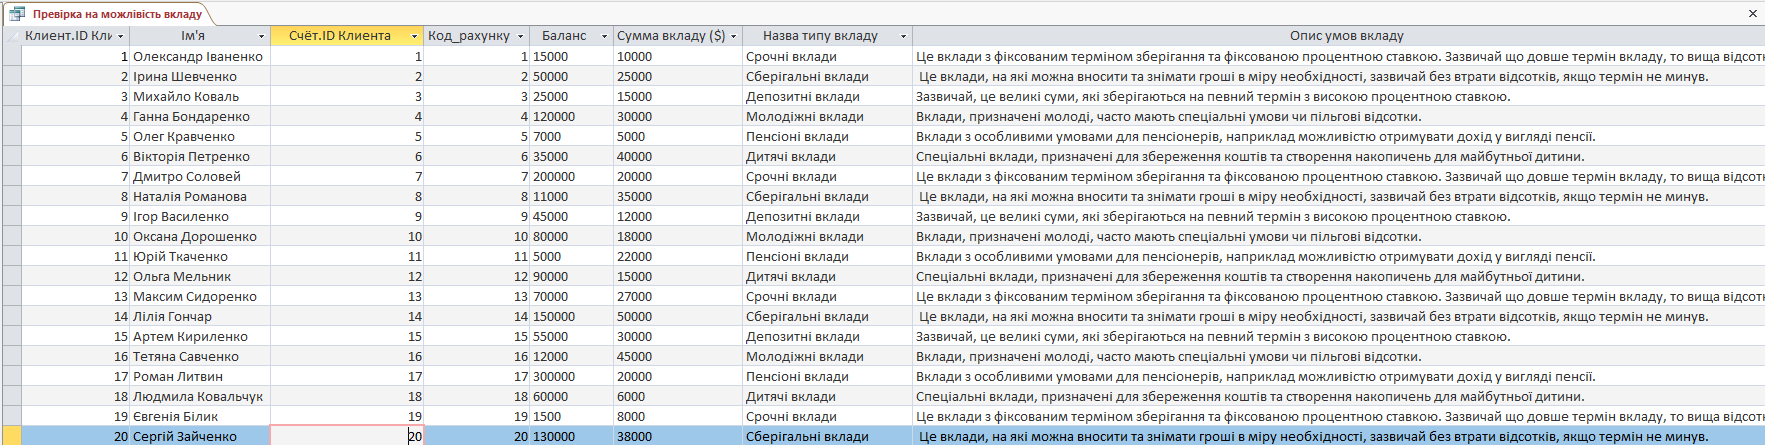 Превірка на можлівість вкладу
Клиент.ID Кли Ім'я Счёт.ID Клиента Код_рахунку Баланс Сумма вкладу ($) Назва типу вкладу Опис умов вкладу
1 Олександр Іваненко 1 1 15000 10000 Срочні вклади Це вклади з фіксованим терміном зберігання та фіксованою процентною ставкою. Зазвичай що довше термін вкладу, то вища відсотк
2 Ірина Шевченко 2 2 50000 25000 Сберігальні вклади Це вклади, на які можна вносити та знімати гроші в міру необхідності, зазвичай без втрати відсотків, якщо термін не минув.
3 Михайло Коваль 3 3 25000 15000 Депозитні вклади Зазвичай, це великі суми, які зберігаються на певний термін з високою процентною ставкою.
4 Ганна Бондаренко 4 4 120000 30000 Молодіжні вклади Вклади, призначені молоді, часто мають спеціальні умови чи пільгові відсотки.
5 Олег Кравченко 5 5 7000 5000 Пенсіоні вклади Вклади з особливими умовами для пенсіонерів, наприклад можливістю отримувати дохід у вигляді пенсії.
6 Вікторія Петренко 6 6 35000 40000 Дитячі вклади Спеціальні вклади, призначені для збереження коштів та створення накопичень для майбутньої дитини.
7 Дмитро Соловей 7 7 200000 20000 Срочні вклади Це вклади з фіксованим терміном зберігання та фіксованою процентною ставкою. Зазвичай що довше термін вкладу, то вища відсотк
8 Наталія Романова 8 8 11000 35000 Сберігальні вклади Це вклади, на які можна вносити та знімати гроші в міру необхідності, зазвичай без втрати відсотків, якщо термін не минув.
9 Ігор Василенко 9 9 45000 12000 Депозитні вклади Зазвичай, це великі суми, які зберігаються на певний термін з високою процентною ставкою.
10 Оксана Дорошенко 10 10 80000 18000 Молодіжні вклади Вклади, призначені молоді, часто мають спеціальні умови чи пільгові відсотки.
11 Юрій Ткаченко 11 11 5000 22000 Пенсіоні вклади Вклади з особливими умовами для пенсіонерів, наприклад можливістю отримувати дохід у вигляді пенсії.
12 Ольга Мельник 12 12 90000 15000 Дитячі вклади Спеціальні вклади, призначені для збереження коштів та створення накопичень для майбутньої дитини.
13 Максим Сидоренко 13 13 70000 27000 Срочні вклади Це вклади з фіксованим терміном зберігання та фіксованою процентною ставкою. Зазвичай що довше термін вкладу, то вища відсотк
14 Лілія Гончар 14 14 150000 50000 Сберігальні вклади Це вклади, на які можна вносити та знімати гроші в міру необхідності, зазвичай без втрати відсотків, якщо термін не минув.
15 Артем Кириленко 15 15 55000 30000 Депозитні вклади Зазвичай, це великі суми, які зберігаються на певний термін з високою процентною ставкою.
16 Тетяна Савченко 16 16 12000 45000 Молодіжні вклади Вклади, призначені молоді, часто мають спеціальні умови чи пільгові відсотки.
17 Роман Литвин 17 17 300000 20000 Пенсіоні вклади Вклади з особливими умовами для пенсіонерів, наприклад можливістю отримувати дохід у вигляді пенсії.
18 Людмила Ковальчук 18 18 60000 6000 Дитячі вклади Спеціальні вклади, призначені для збереження коштів та створення накопичень для майбутньої дитини.
19 Євгенія Білик 19 19 1500 8000 Срочні вклади Це вклади з фіксованим терміном зберігання та фіксованою процентною ставкою. Зазвичай що довше термін вкладу, то вища відсотк
20 Сергій Зайченко 20 20 130000 38000 Сберігальні вклади Це вклади, на які можна вносити та знімати гроші в міру необхідності, зазвичай без втрати відсотків, якщо термін не минув.